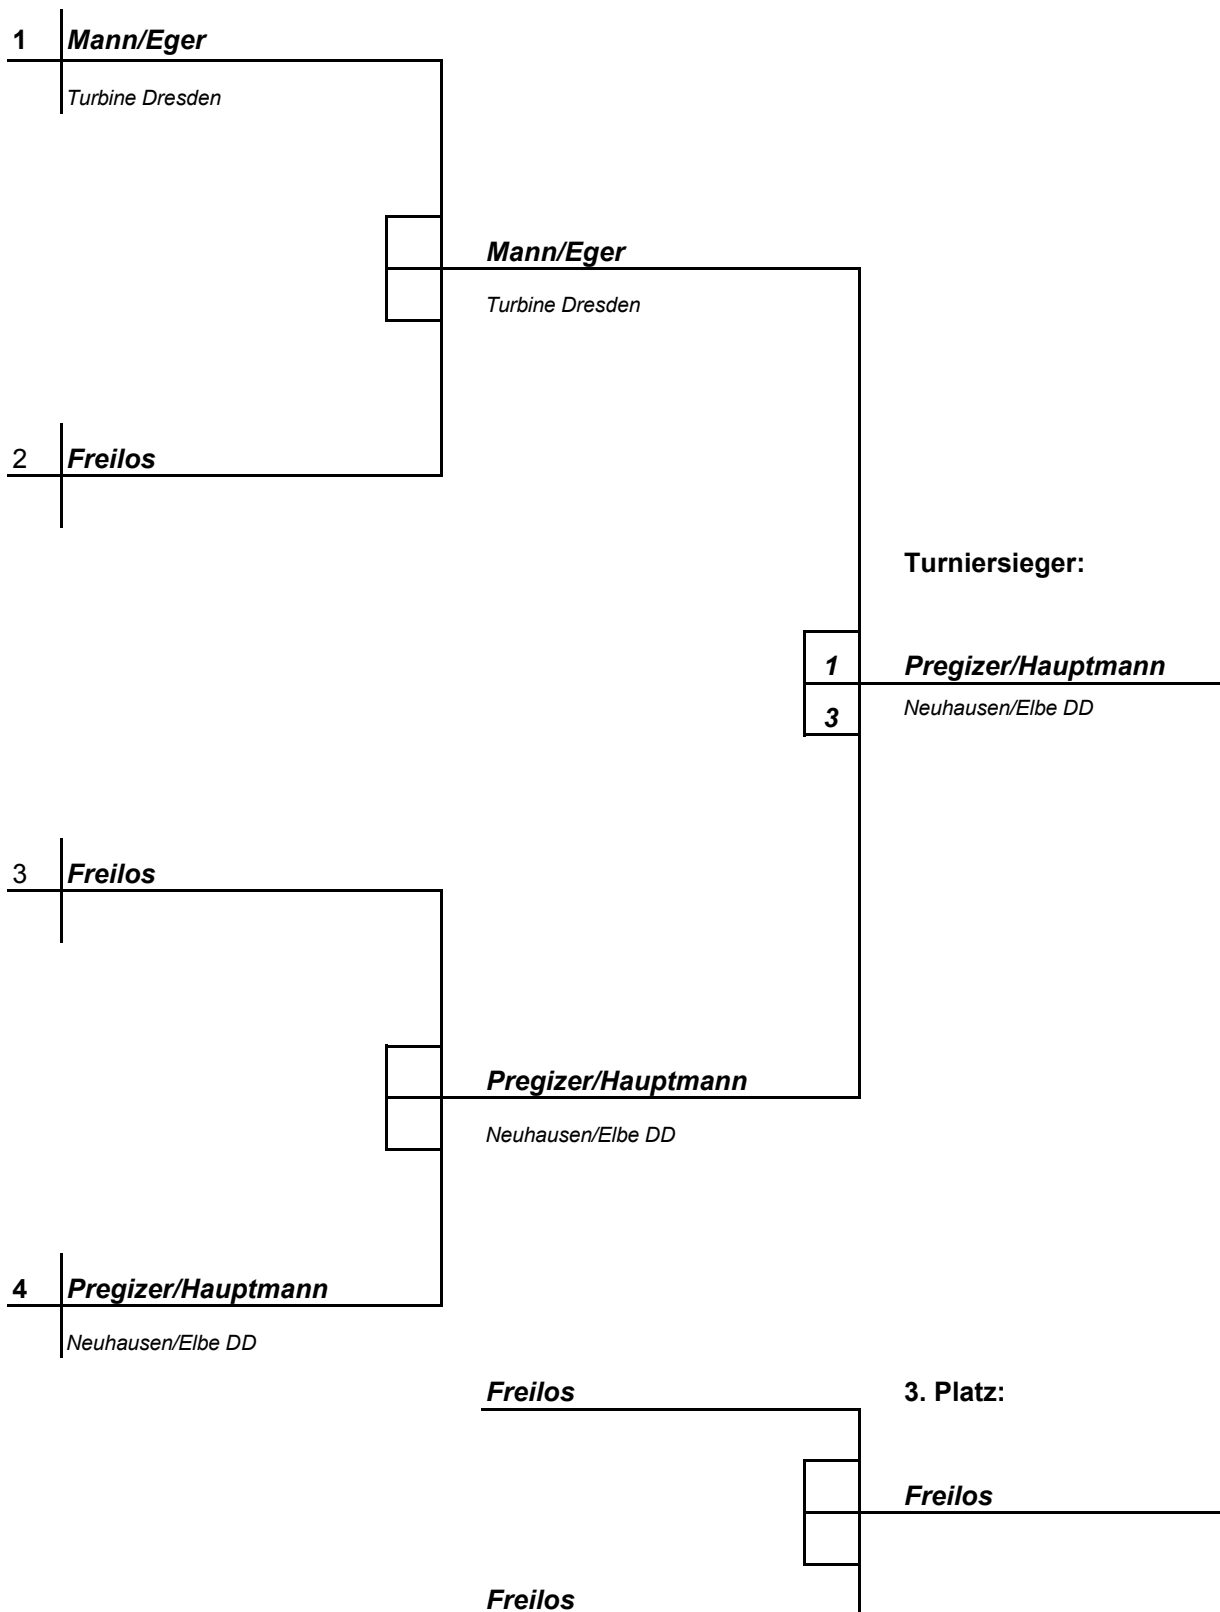 1 Mann/Eger
Turbine Dresden
Mann/Eger
Turbine Dresden
2 Freilos
Turniersieger:
1 Pregizer/Hauptmann
3 Neuhausen/Elbe DD
3 Freilos
Pregizer/Hauptmann
Neuhausen/Elbe DD
4 Pregizer/Hauptmann
Neuhausen/Elbe DD
Freilos 3. Platz:
Freilos
Freilos